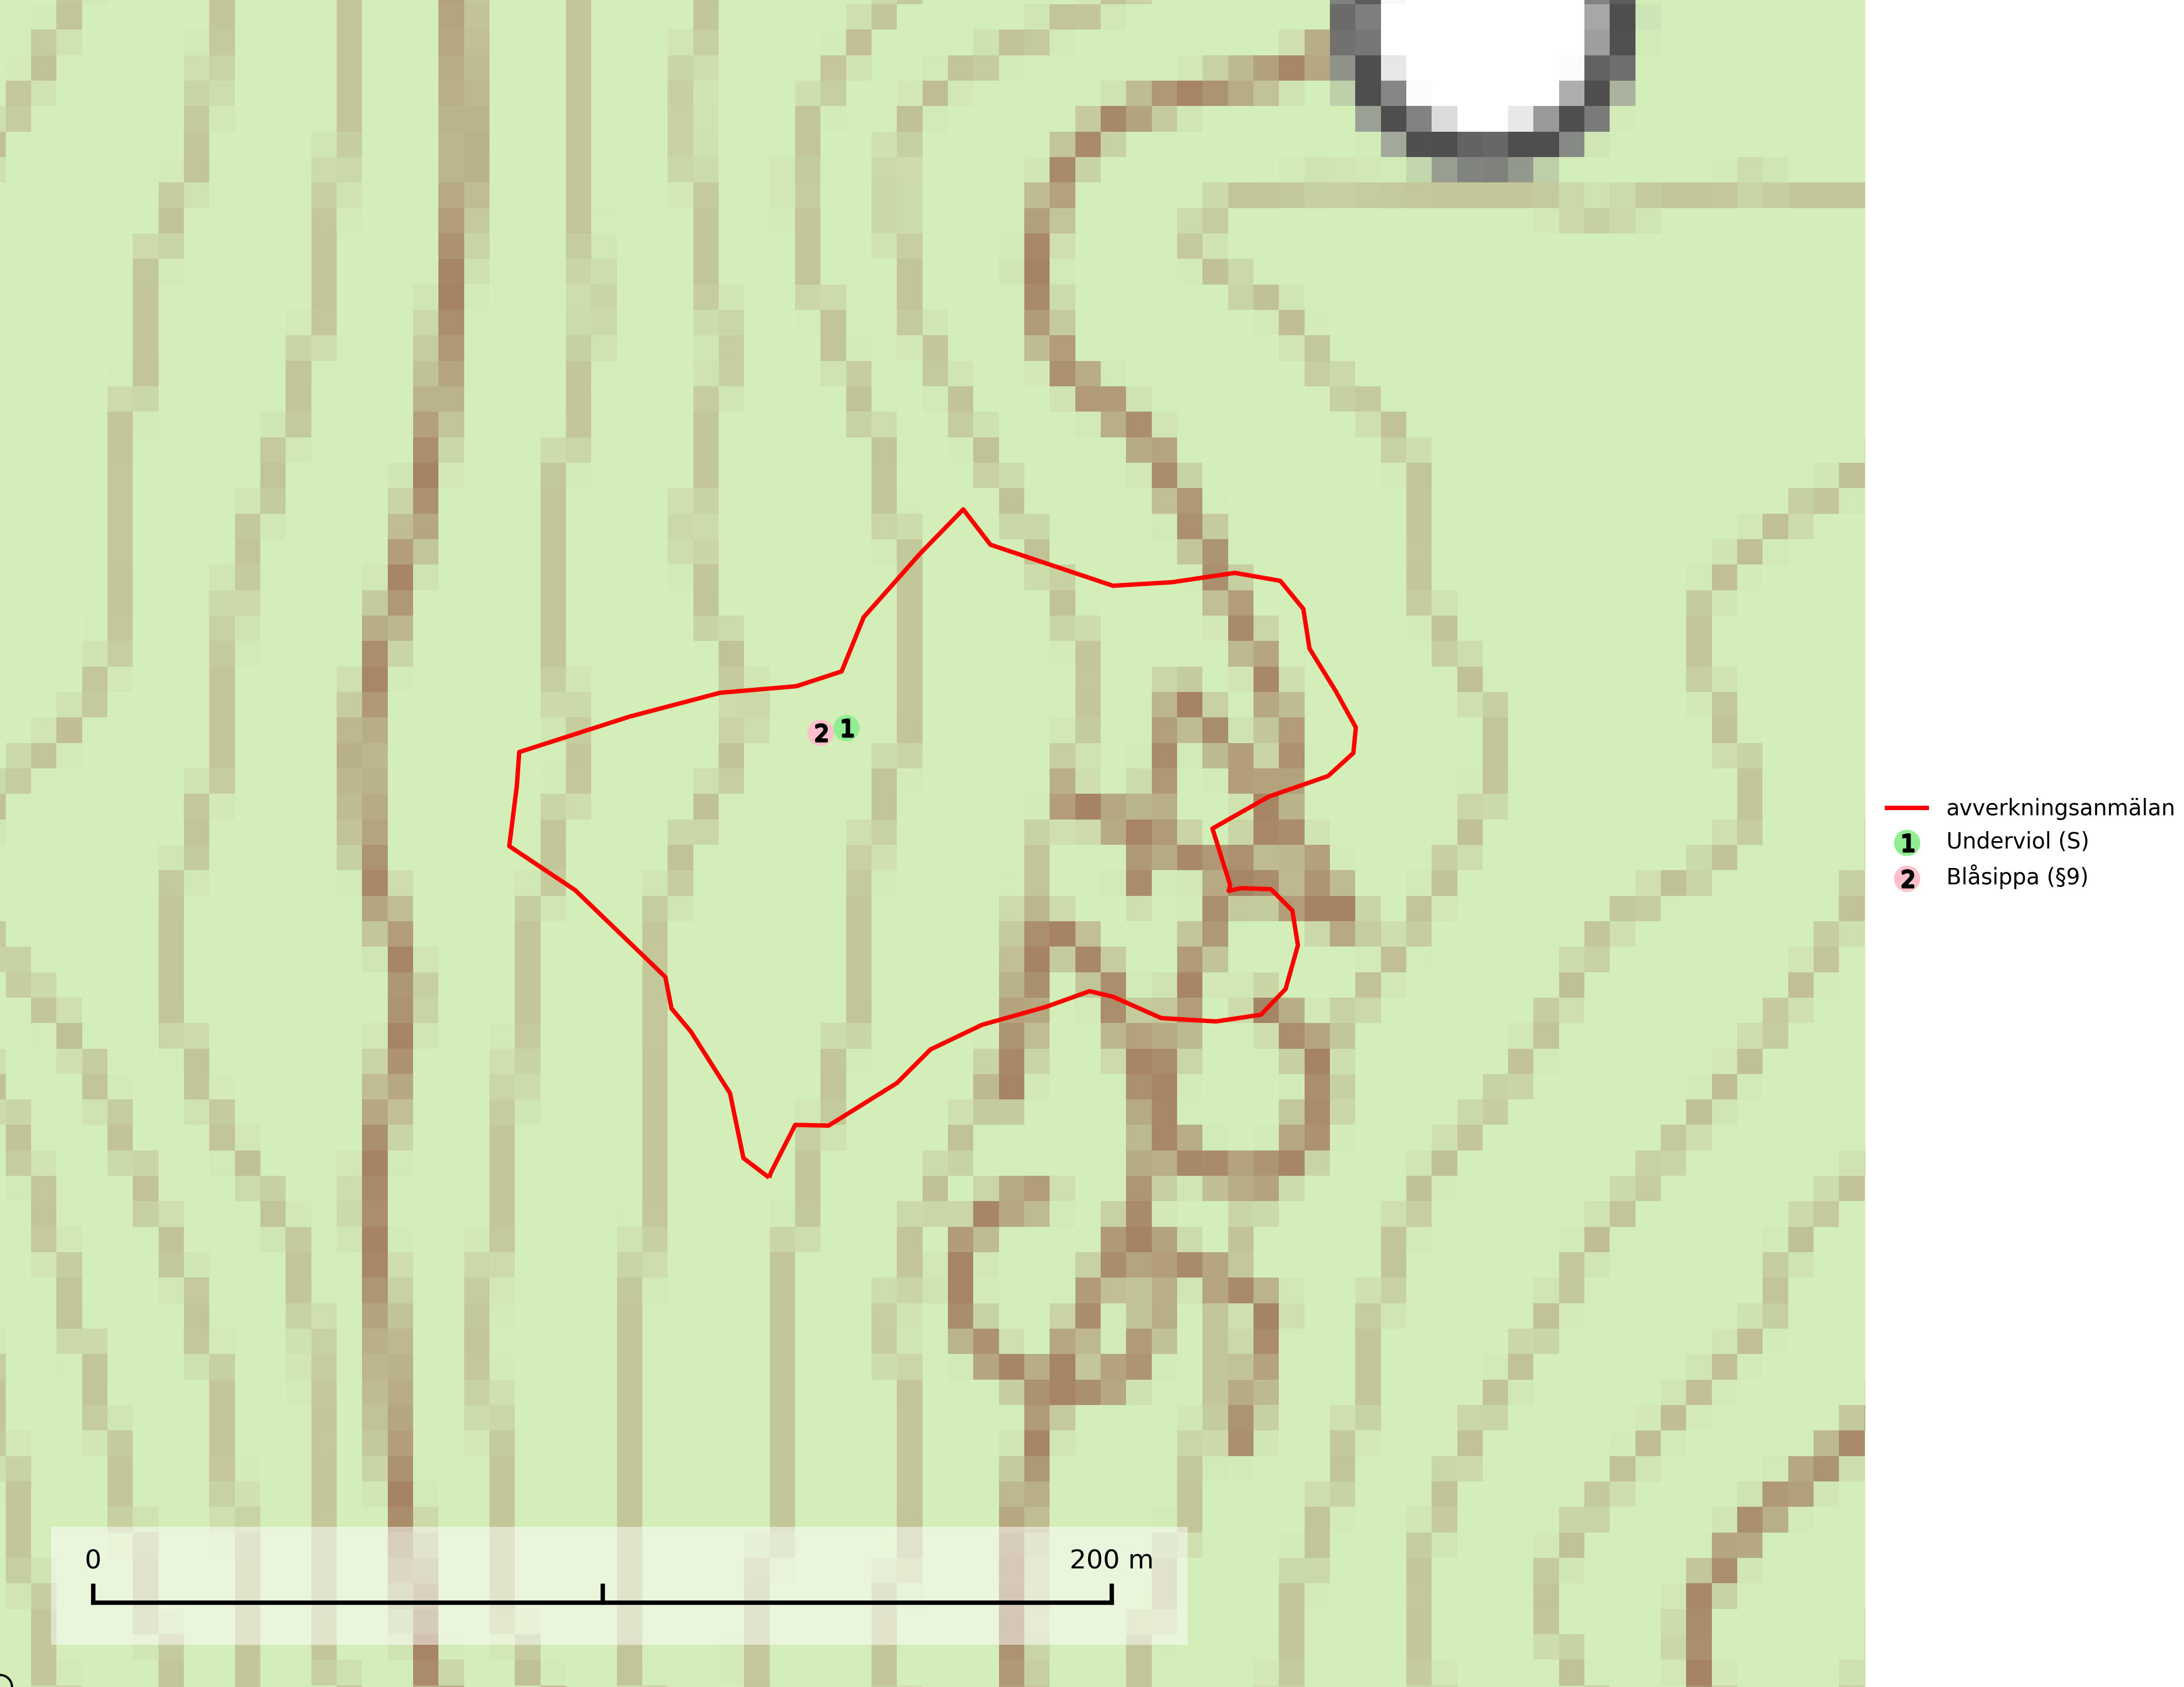 2 1
avverkningsanmälan
1 Underviol (S)
2 Blåsippa (§9)
0 200 m